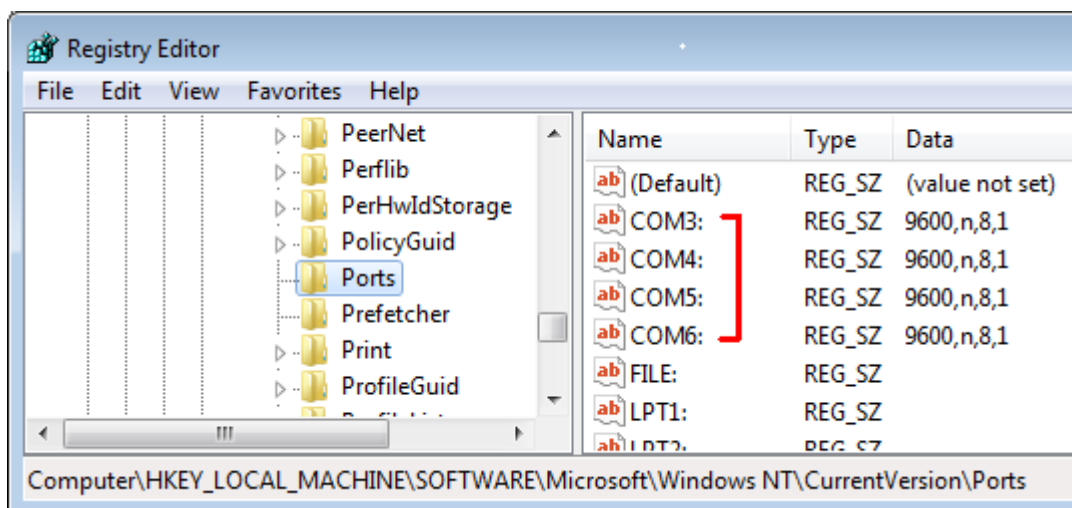 Registry Editor
File Edit View Favorites Help
PeerNet
Perflib
PerHwIdStorage
PolicyGuid
Ports
Prefetcher
Print
ProfileGuid
Name Type Data
(Default) REG_SZ (value not set)
COM3: REG_SZ 9600,n,8,1
COM4: REG_SZ 9600,n,8,1
COM5: REG_SZ 9600,n,8,1
COM6: REG_SZ 9600,n,8,1
FILE: REG_SZ
LPT1: REG_SZ
LPT2: REG_SZ
Computer\HKEY_LOCAL_MACHINE\SOFTWARE\Microsoft\Windows NT\CurrentVersion\Ports